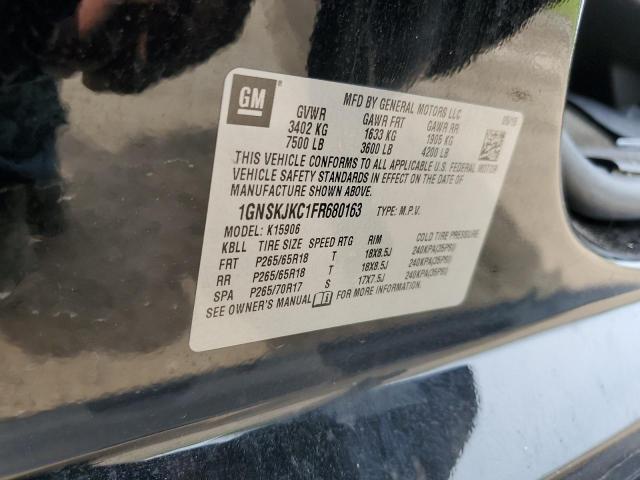 GM
MFD BY GENERAL MOTORS LLC
GVWR GAWR FRT GAWR RR
3402 KG 1633 KG 1905 KG
7500 LB 3600 LB 4200 LB
THIS VEHICLE CONFORMS TO ALL APPLICABLE U.S. FEDERAL MOTOR
VEHICLE SAFETY STANDARDS IN EFFECT ON THE DATE OF
MANUFACTURE SHOWN ABOVE.
1GNSKJKC1FR680163 TYPE: M.P.V.
MODEL: K15906
KBLL TIRE SIZE SPEED RTG RIM COLD TIRE PRESSURE
FRT P265/65R18 T 18X8.5J 240KPA(35PSI)
RR P265/65R18 T 18X8.5J 240KPA(35PSI)
SPA P265/70R17 S 17X7.5J 240KPA(35PSI)
SEE OWNER'S MANUAL FOR MORE INFORMATION.